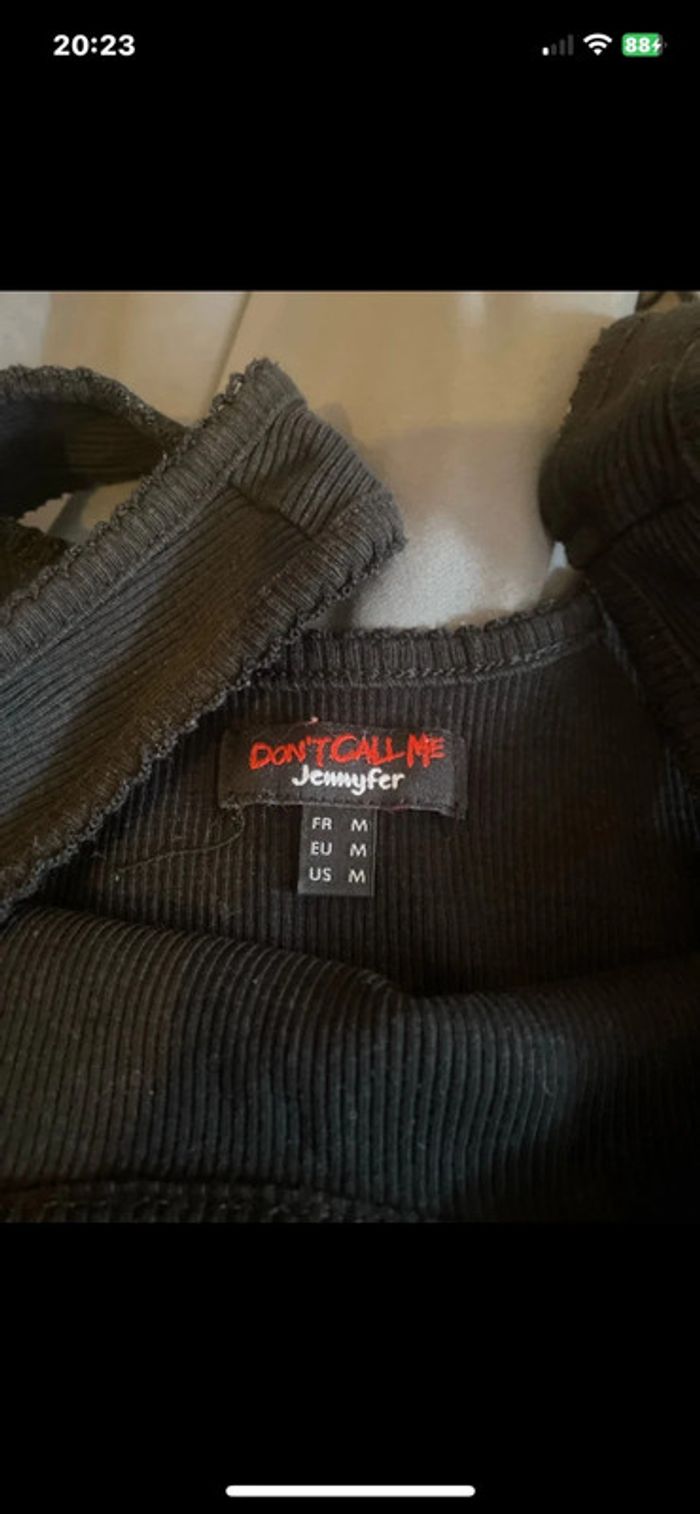 20:23
88
DON'T CALL ME
Jennyfer
FR M
EU M
US M